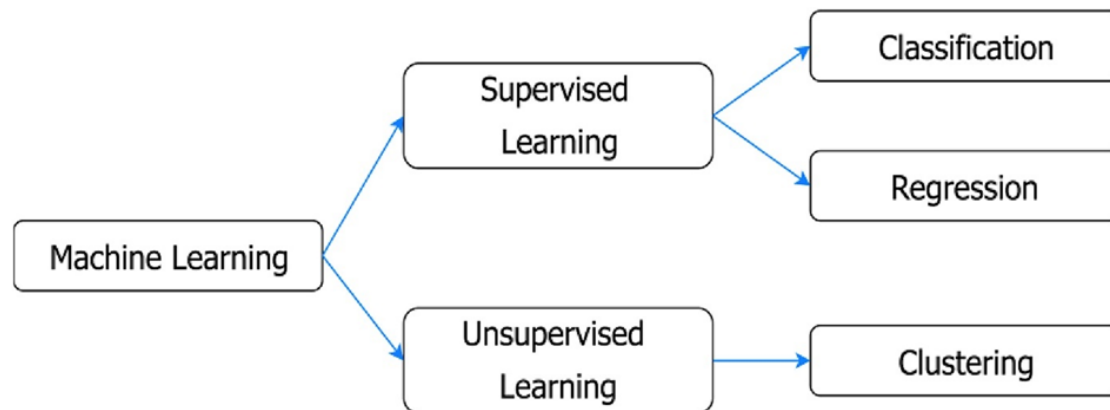 Classification
Supervised
Learning
Regression
Machine Learning
Unsupervised
Learning
Clustering